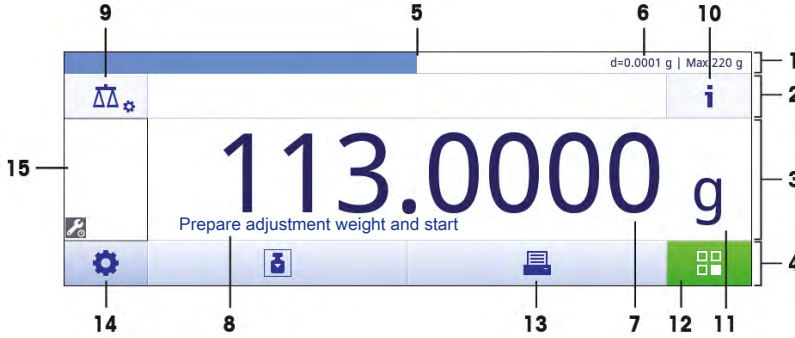 9 5 6 10
d=0.0001 g | Max 220 g 1
i 2
15 113.0000 g 3
Prepare adjustment weight and start
4
14 8 13 7 12 11